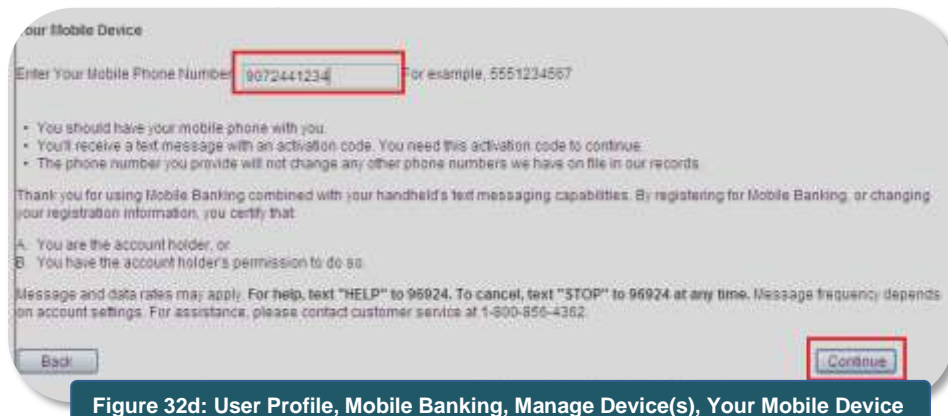 Your Mobile Device
Enter Your Mobile Phone Number 9072441234 For example, 5551234567
• You should have your mobile phone with you.
• You'll receive a text message with an activation code. You need this activation code to continue.
• The phone number you provide will not change any other phone numbers we have on file in our records.
Thank you for using Mobile Banking combined with your handheld's text messaging capabilities. By registering for Mobile Banking, or changing
your registration information, you certify that:
A. You are the account holder, or
B. You have the account holder's permission to do so.
Message and data rates may apply. For help, text "HELP" to 96924. To cancel, text "STOP" to 96924 at any time. Message frequency depends
on account settings. For assistance, please contact customer service at 1-800-856-4362.
Back Continue
Figure 32d: User Profile, Mobile Banking, Manage Device(s), Your Mobile Device